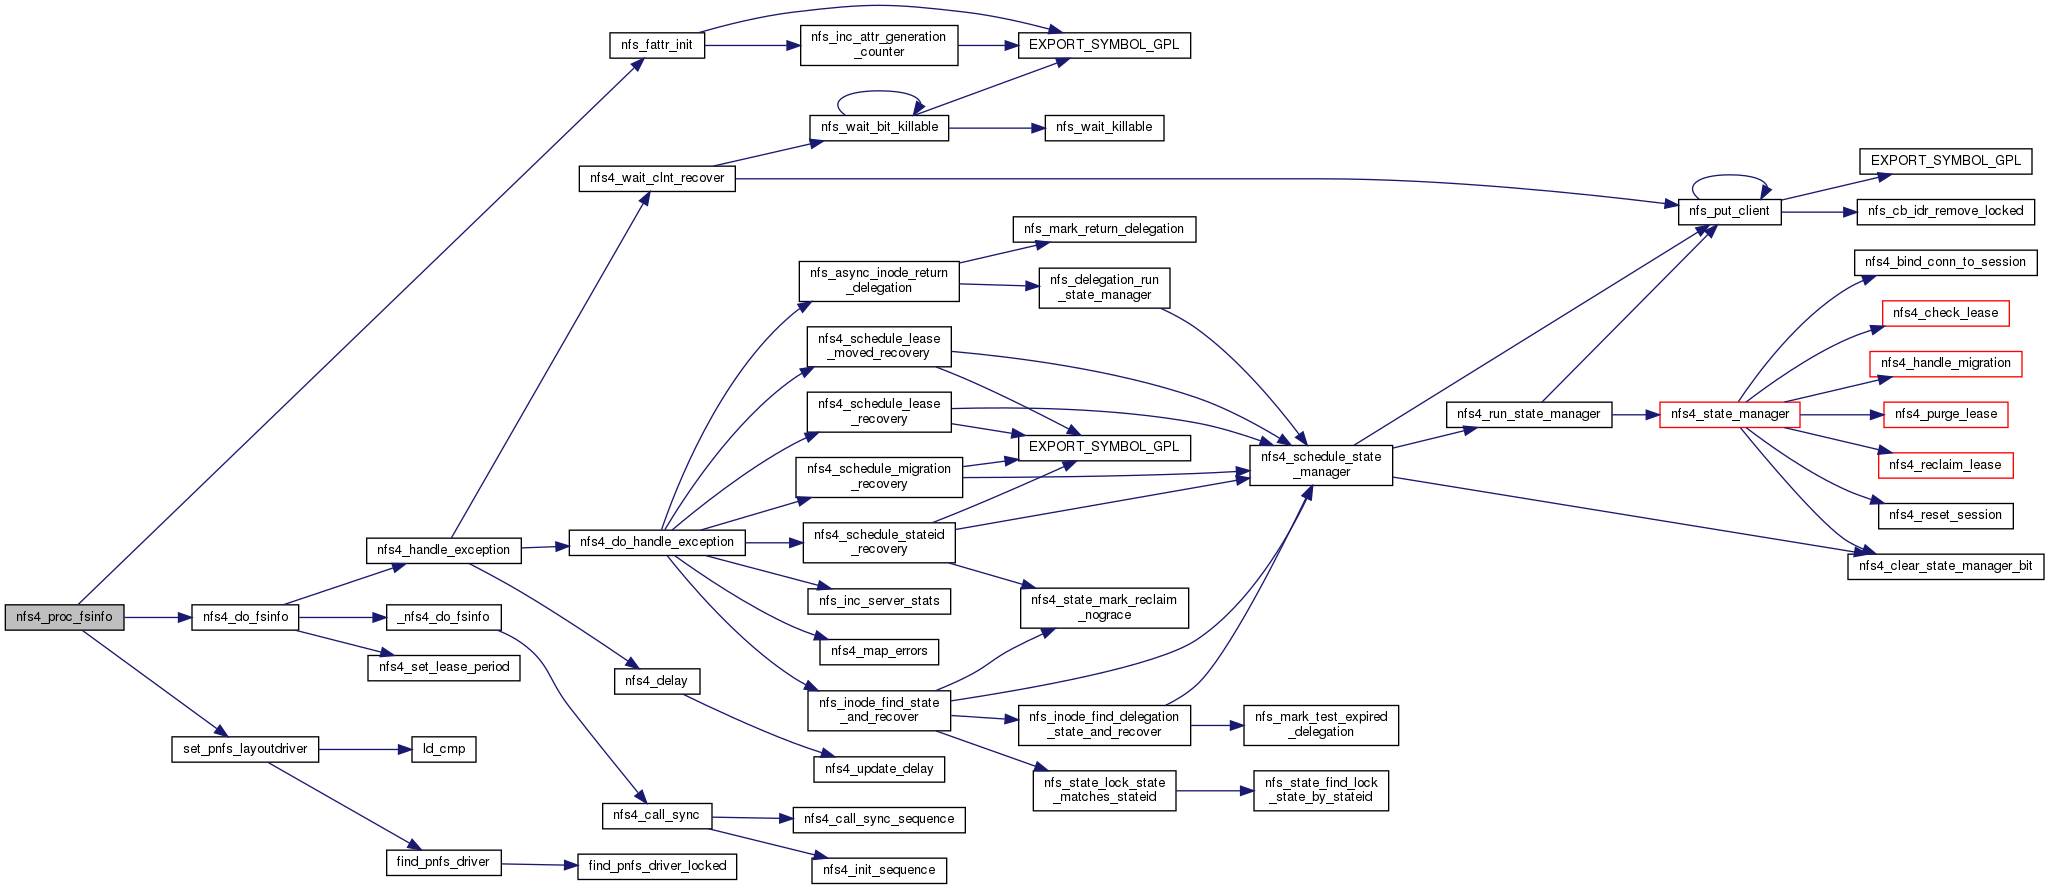 nfs4_proc_fsinfo
nfs_fattr_init
nfs_inc_attr_generation
_counter
EXPORT_SYMBOL_GPL
nfs_wait_bit_killable
nfs_wait_killable
nfs4_wait_clnt_recover
nfs_put_client
EXPORT_SYMBOL_GPL
nfs_cb_idr_remove_locked
nfs_mark_return_delegation
nfs_async_inode_return
_delegation
nfs_delegation_run
_state_manager
nfs4_schedule_lease
_moved_recovery
nfs4_schedule_lease
_recovery
EXPORT_SYMBOL_GPL
nfs4_schedule_migration
_recovery
nfs4_schedule_state
_manager
nfs4_run_state_manager
nfs4_state_manager
nfs4_bind_conn_to_session
nfs4_check_lease
nfs4_handle_migration
nfs4_purge_lease
nfs4_reclaim_lease
nfs4_reset_session
nfs4_clear_state_manager_bit
nfs4_handle_exception
nfs4_do_handle_exception
nfs4_schedule_stateid
_recovery
nfs_inc_server_stats
nfs4_state_mark_reclaim
_nograce
nfs4_map_errors
nfs4_do_fsinfo
_nfs4_do_fsinfo
nfs4_set_lease_period
nfs4_delay
nfs_inode_find_state
_and_recover
nfs_inode_find_delegation
_state_and_recover
nfs_mark_test_expired
_delegation
set_pnfs_layoutdriver
ld_cmp
nfs4_update_delay
nfs_state_lock_state
_matches_stateid
nfs_state_find_lock
_state_by_stateid
nfs4_call_sync
nfs4_call_sync_sequence
find_pnfs_driver
find_pnfs_driver_locked
nfs4_init_sequence